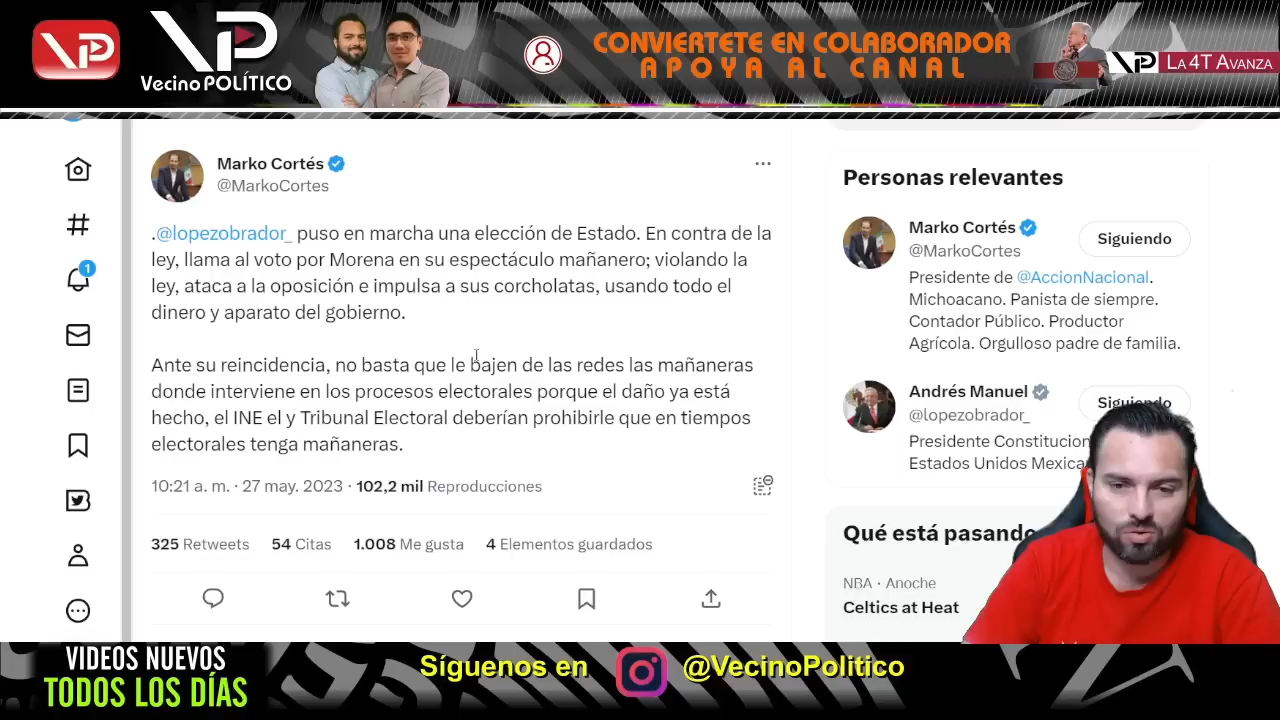 VP
VP
Vecino POLÍTICO
CONVIERTETE EN COLABORADOR
APOYA AL CANAL
VP LA 4T AVANZA
Marko Cortés
@MarkoCortes
.@lopezobrador_ puso en marcha una elección de Estado. En contra de la
ley, llama al voto por Morena en su espectáculo mañanero; violando la
ley, ataca a la oposición e impulsa a sus corcholatas, usando todo el
dinero y aparato del gobierno.
Ante su reincidencia, no basta que le bajen de las redes las mañaneras
donde interviene en los procesos electorales porque el daño ya está
hecho, el INE el y Tribunal Electoral deberían prohibirle que en tiempos
electorales tenga mañaneras.
10:21 a. m. · 27 may. 2023 · 102,2 mil Reproducciones
325 Retweets 54 Citas 1.008 Me gusta 4 Elementos guardados
1
Personas relevantes
Marko Cortés
@MarkoCortes
Siguiendo
Presidente de @AccionNacional.
Michoacano. Panista de siempre.
Contador Público. Productor
Agrícola. Orgulloso padre de familia.
Andrés Manuel
@lopezobrador_
Siguiendo
Presidente Constitucion
Estados Unidos Mexica
Qué está pasando
NBA · Anoche
Celtics at Heat
VIDEOS NUEVOS
TODOS LOS DÍAS
Síguenos en @VecinoPolitico